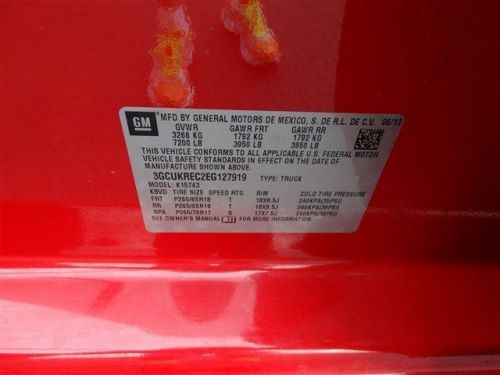 GM
MFD BY GENERAL MOTORS DE MEXICO, S. DE R.L. DE C.V. 06/13
GVWR GAWR FRT GAWR RR
3266 KG 1792 KG 1792 KG
7200 LB 3950 LB 3950 LB
THIS VEHICLE CONFORMS TO ALL APPLICABLE U.S. FEDERAL MOTOR
VEHICLE SAFETY STANDARDS IN EFFECT ON THE DATE OF
MANUFACTURE SHOWN ABOVE.
3GCUKREC2EG127919 TYPE: TRUCK
MODEL: K15743
KBVD TIRE SIZE SPEED RTG RIM COLD TIRE PRESSURE
FRT P265/65R18 T 18X8.5J 240KPA(35PSI)
RR P265/65R18 T 18X8.5J 240KPA(35PSI)
SPA P265/70R17 S 17X7.5J 240KPA(35PSI)
SEE OWNER'S MANUAL FOR MORE INFORMATION.